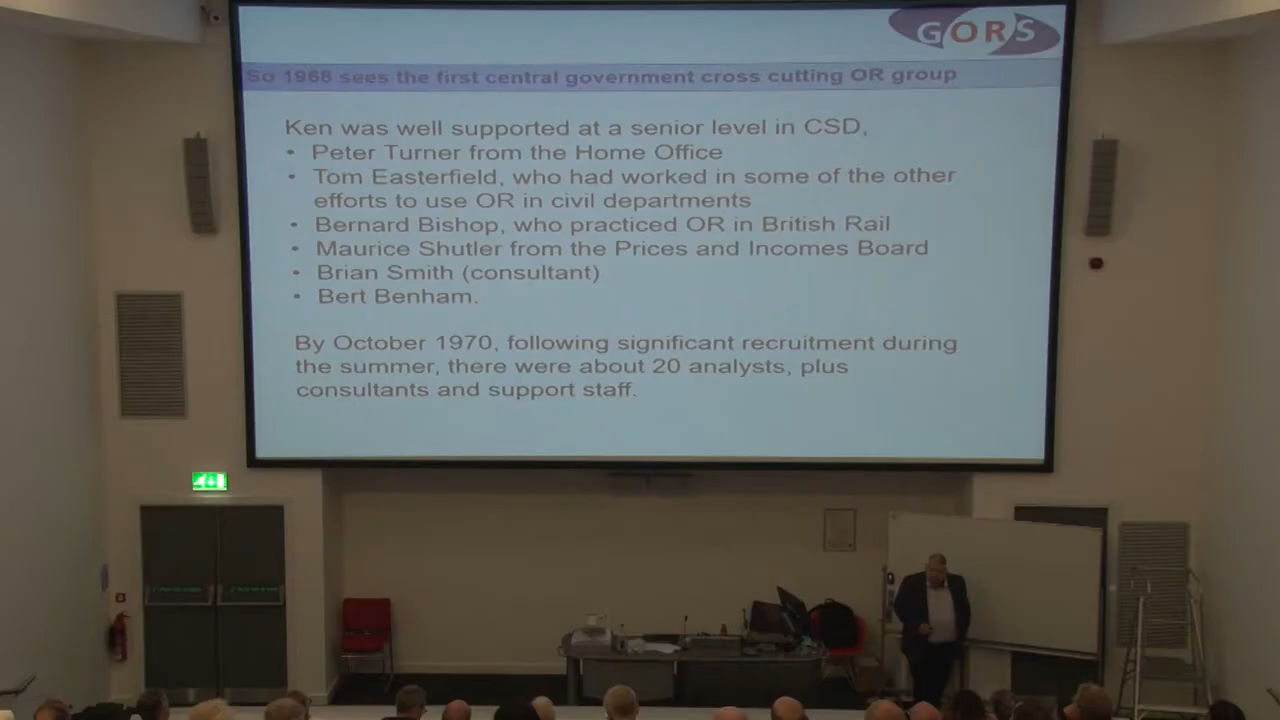 GORS
So 1968 sees the first central government cross cutting OR group
Ken was well supported at a senior level in CSD,
• Peter Turner from the Home Office
• Tom Easterfield, who had worked in some of the other
efforts to use OR in civil departments
• Bernard Bishop, who practiced OR in British Rail
• Maurice Shutler from the Prices and Incomes Board
• Brian Smith (consultant)
• Bert Benham.
By October 1970, following significant recruitment during
the summer, there were about 20 analysts, plus
consultants and support staff.